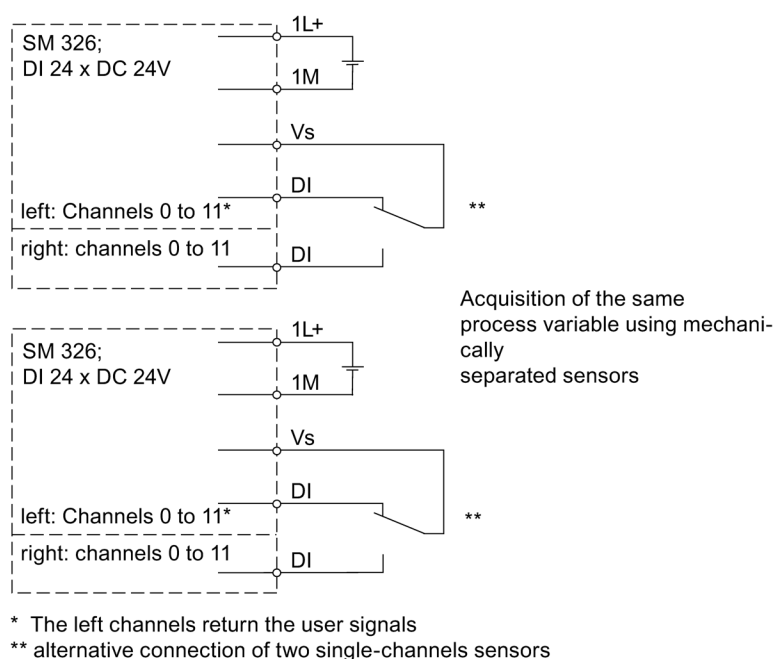 1L+
SM 326;
DI 24 x DC 24V
1M
Vs
DI
left: Channels 0 to 11*
**
right: channels 0 to 11
DI
Acquisition of the same
process variable using mechani-
cally
separated sensors
1L+
SM 326;
DI 24 x DC 24V
1M
Vs
DI
left: Channels 0 to 11*
**
right: channels 0 to 11
DI
* The left channels return the user signals
** alternative connection of two single-channels sensors